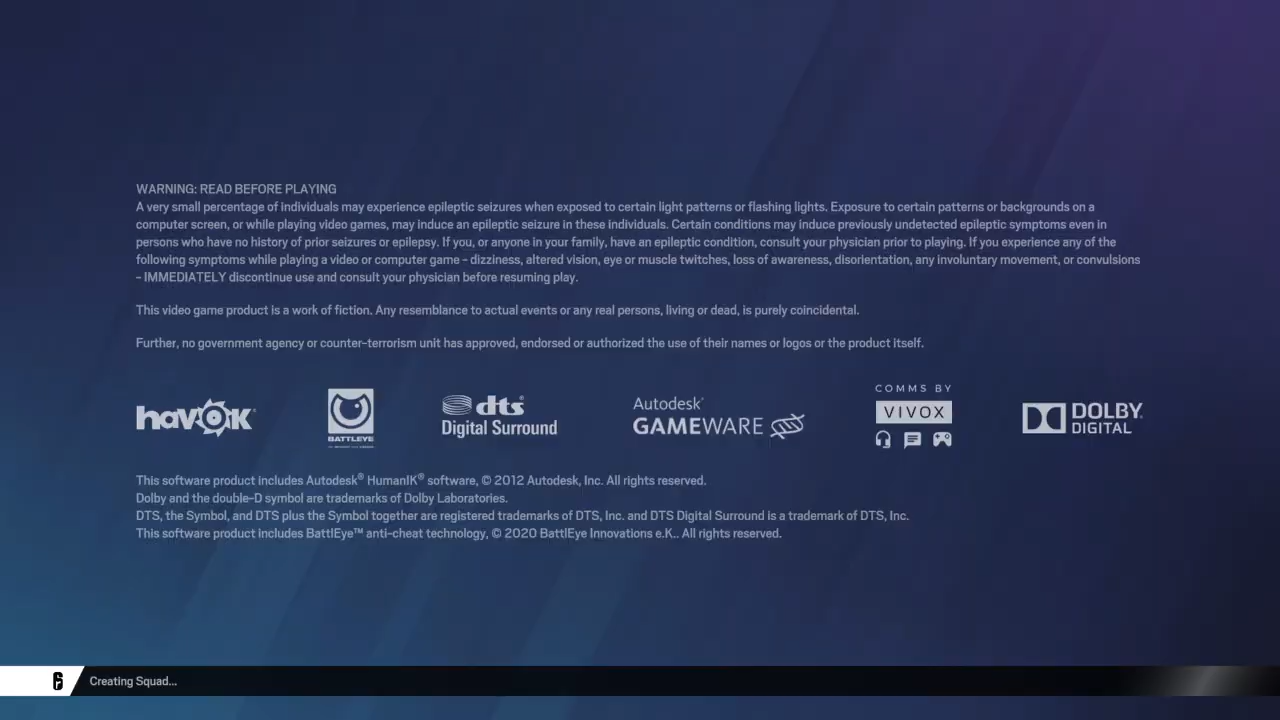 WARNING: READ BEFORE PLAYING
A very small percentage of individuals may experience epileptic seizures when exposed to certain light patterns or flashing lights. Exposure to certain patterns or backgrounds on a
computer screen, or while playing video games, may induce an epileptic seizure in these individuals. Certain conditions may induce previously undetected epileptic symptoms even in
persons who have no history of prior seizures or epilepsy. If you, or anyone in your family, have an epileptic condition, consult your physician prior to playing. If you experience any of the
following symptoms while playing a video or computer game - dizziness, altered vision, eye or muscle twitches, loss of awareness, disorientation, any involuntary movement, or convulsions
- IMMEDIATELY discontinue use and consult your physician before resuming play.
This video game product is a work of fiction. Any resemblance to actual events or any real persons, living or dead, is purely coincidental.
Further, no government agency or counter-terrorism unit has approved, endorsed or authorized the use of their names or logos or the product itself.
havok
BATTLEYE
dts
Digital Surround
Autodesk®
GAMEWARE
COMMS BY
VIVOX
DOLBY
DIGITAL
This software product includes Autodesk® HumanIK® software, © 2012 Autodesk, Inc. All rights reserved.
Dolby and the double-D symbol are trademarks of Dolby Laboratories.
DTS, the Symbol, and DTS plus the Symbol together are registered trademarks of DTS, Inc. and DTS Digital Surround is a trademark of DTS, Inc.
This software product includes BattlEye™ anti-cheat technology, © 2020 BattlEye Innovations e.K.. All rights reserved.
6
Creating Squad...